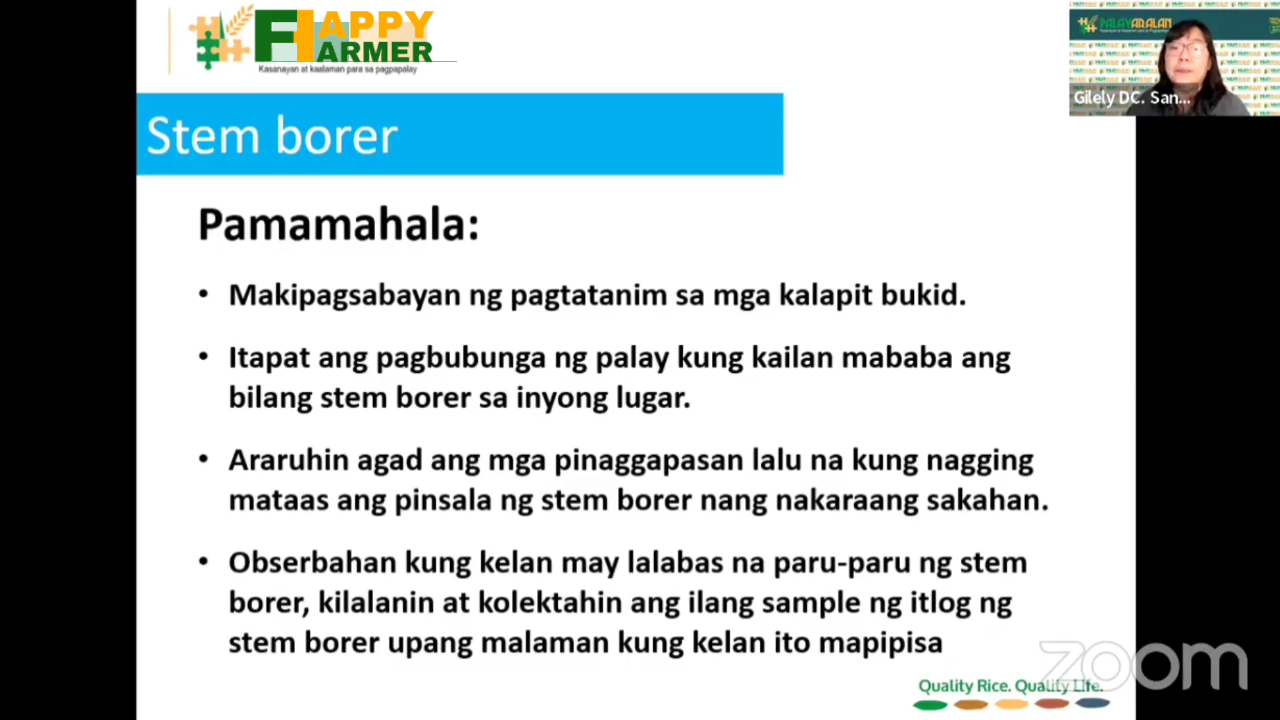 HAPPY
FARMER
Kasanayan at kaalaman para sa pagpapalay
PALAYARALAN
Gilely DC. San...
Stem borer
Pamamahala:
• Makipagsabayan ng pagtatanim sa mga kalapit bukid.
• Itapat ang pagbubunga ng palay kung kailan mababa ang
bilang stem borer sa inyong lugar.
• Araruhin agad ang mga pinaggapasan lalu na kung nagging
mataas ang pinsala ng stem borer nang nakaraang sakahan.
• Obserbahan kung kelan may lalabas na paru-paru ng stem
borer, kilalanin at kolektahin ang ilang sample ng itlog ng
stem borer upang malaman kung kelan ito mapipisa
zoom
Quality Rice. Quality Life.